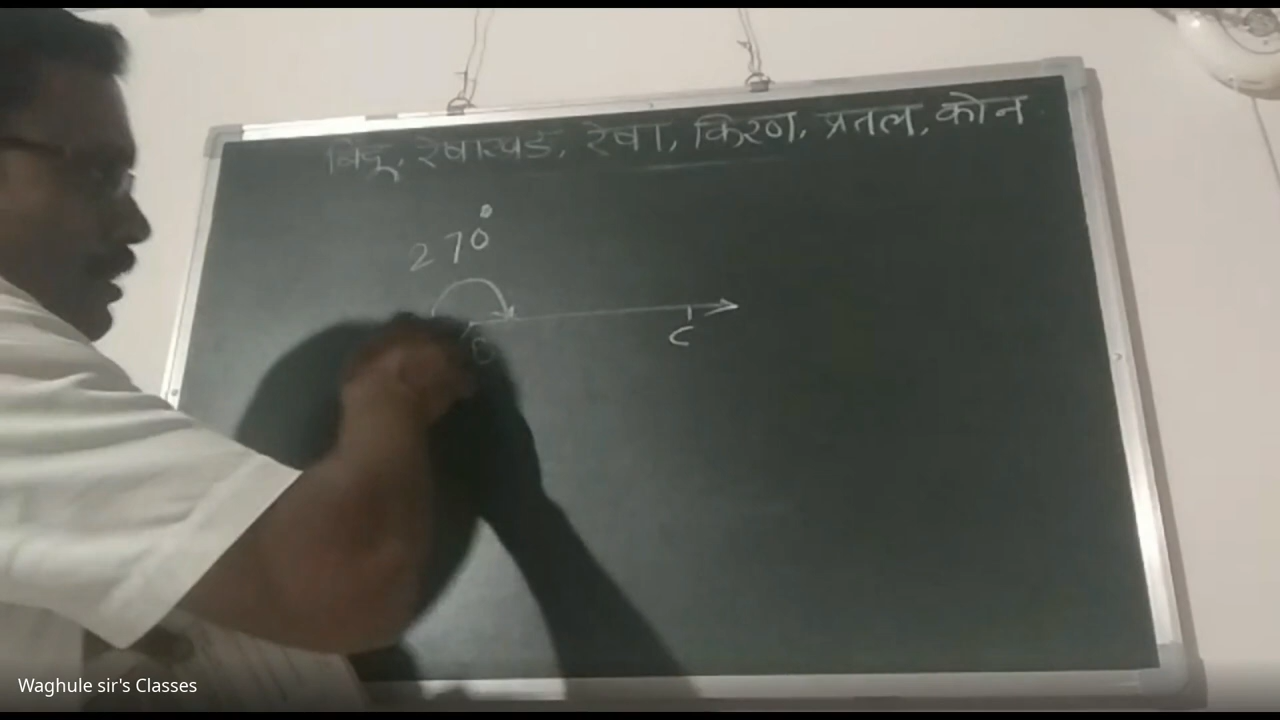 बिंदू, रेषाखंड, रेषा, किरण, प्रतल, कोन
270°
B
C
Waghule sir's Classes